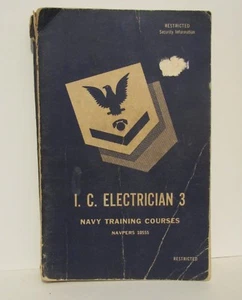 RESTRICTED
Security Information
I. C. ELECTRICIAN 3
NAVY TRAINING COURSES
NAVPERS 10555
RESTRICTED